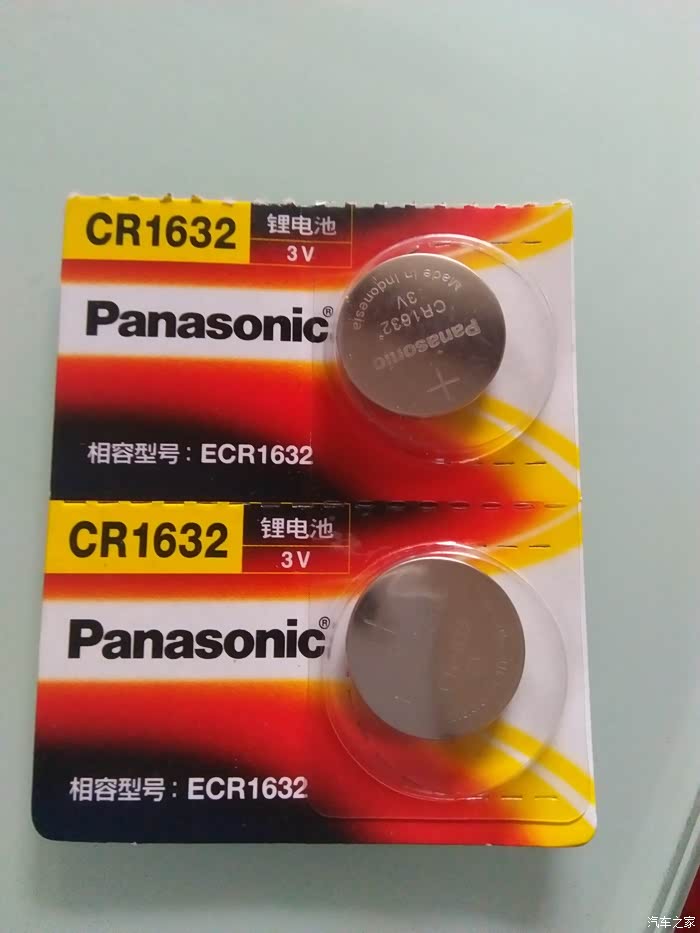 CR1632
锂电池
3V
Panasonic®
Made in Indonesia
3V
CR1632
Panasonic
+
相容型号：ECR1632
CR1632
锂电池
3V
Panasonic®
相容型号：ECR1632
汽车之家